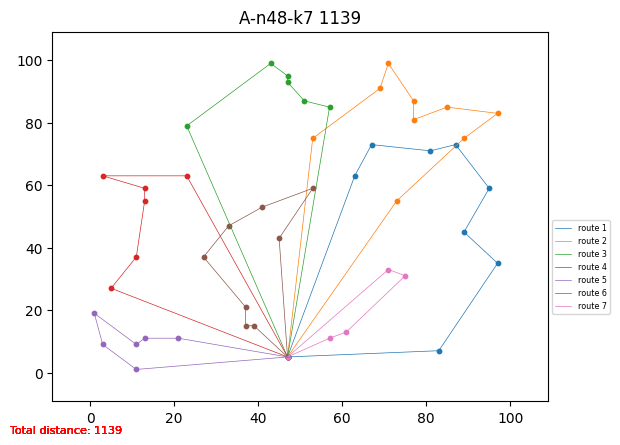 A-n48-k7 1139
100
80
60
40
20
0
0 20 40 60 80 100
route 1
route 2
route 3
route 4
route 5
route 6
route 7
Total distance: 1139